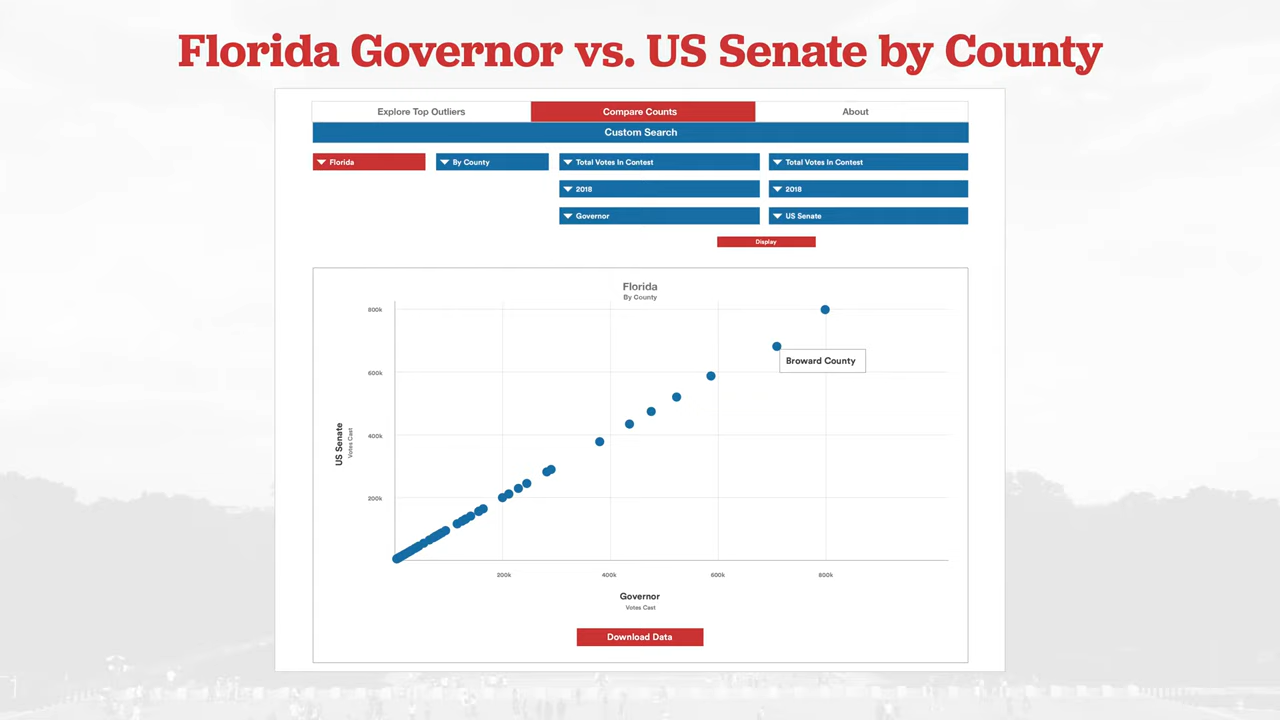 Florida Governor vs. US Senate by County
Explore Top Outliers
Compare Counts
About
Custom Search
Florida
By County
Total Votes In Contest
Total Votes In Contest
2018
2018
Governor
US Senate
Display
Florida
By County
800k
600k
400k
200k
US Senate
Votes Cast
Broward County
200k
400k
600k
800k
Governor
Votes Cast
Download Data